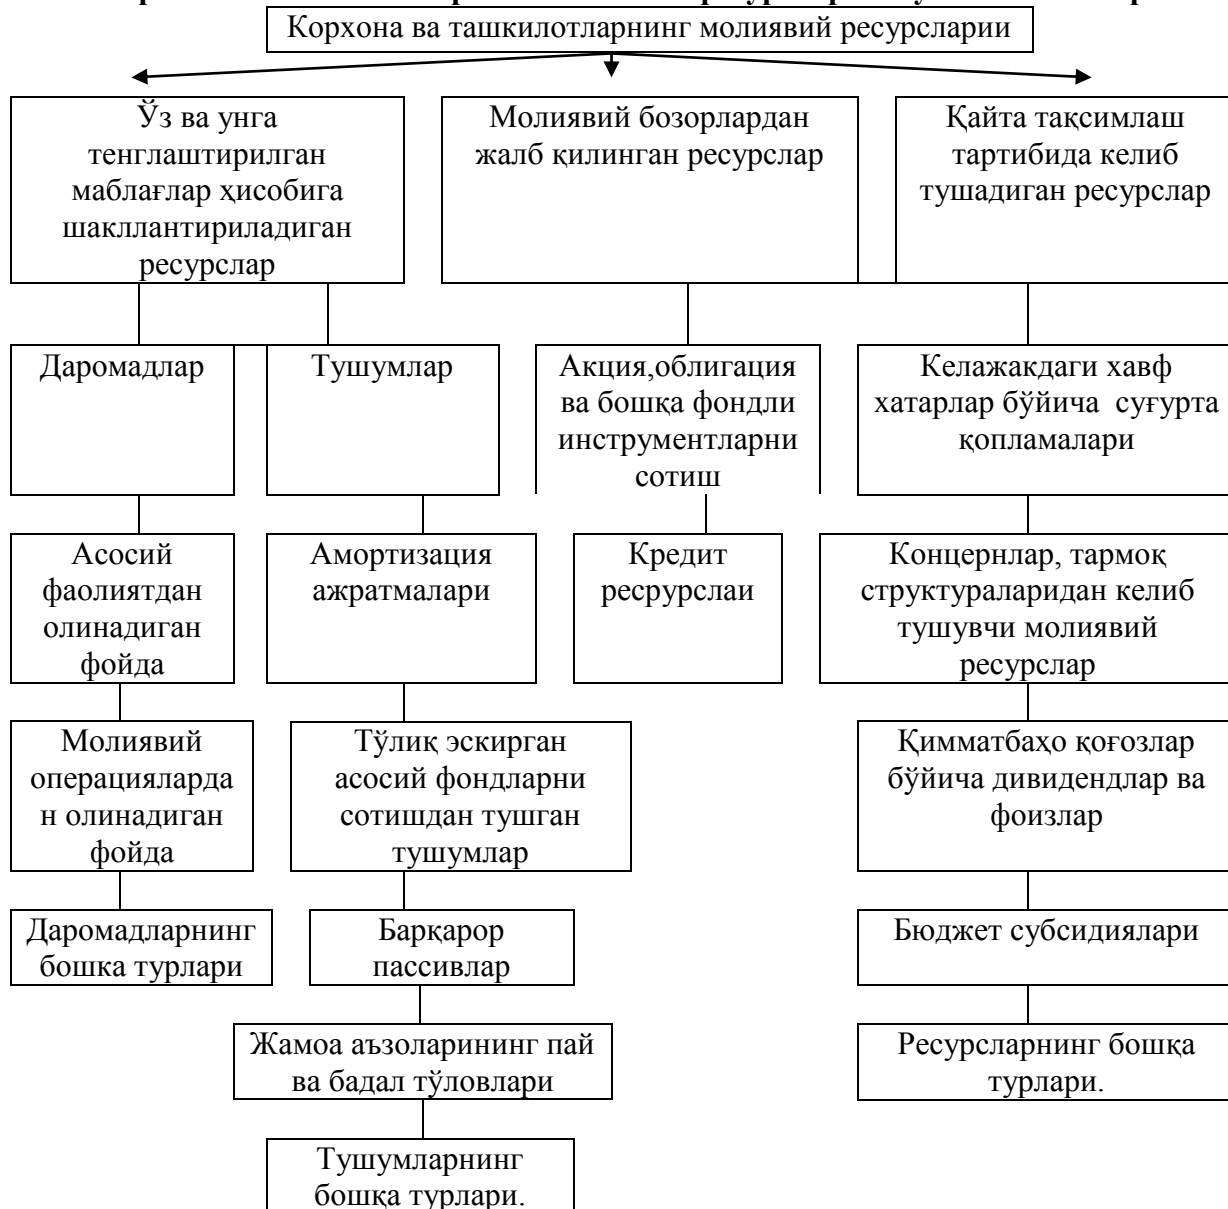 Корхона ва ташкилотларнинг молиявий ресурсларии
Ўз ва унга
тенглаштирилган
маблағлар ҳисобига
шакллантириладиган
ресурслар
Молиявий бозорлардан
жалб қилинган ресурслар
Қайта тақсимлаш
тартибида келиб
тушадиган ресурслар
Даромадлар
Тушумлар
Акция,облигация
ва бошқа фондли
инструментларни
сотиш
Келажакдаги хавф
хатарлар бўйича суғурта
қопламалари
Асосий
фаолиятдан
олинадиган
фойда
Амортизация
ажратмалари
Кредит
ресрурслаи
Концернлар, тармоқ
структураларидан келиб
тушувчи молиявий
ресурслар
Молиявий
операцияларда
н олинадиган
фойда
Тўлиқ эскирган
асосий фондларни
сотишдан тушган
тушумлар
Қимматбаҳо қоғозлар
бўйича дивидендлар ва
фоизлар
Даромадларнинг
бошка турлари
Барқарор
пассивлар
Бюджет субсидиялари
Жамоа аъзоларининг пай
ва бадал тўловлари
Ресурсларнинг бошқа
турлари.
Тушумларнинг
бошқа турлари.